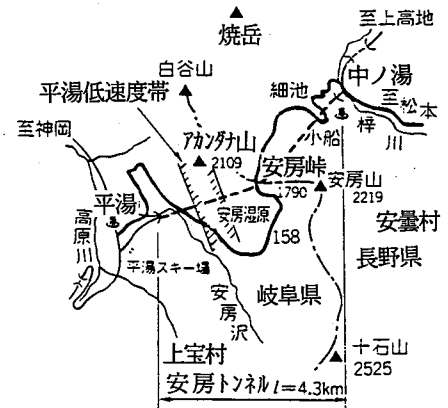 至上高地
焼岳
中ノ湯
白谷山
細池
至松本
平湯低速度帯
小船
梓川
至神岡
アカンダナ山
2109
安房峠
1790
安房山
2219
平湯
安房湿原
高原川
158
安曇村
長野県
平湯スキー場
安房沢
岐阜県
上宝村
十石山
2525
安房トンネル l=4.3km